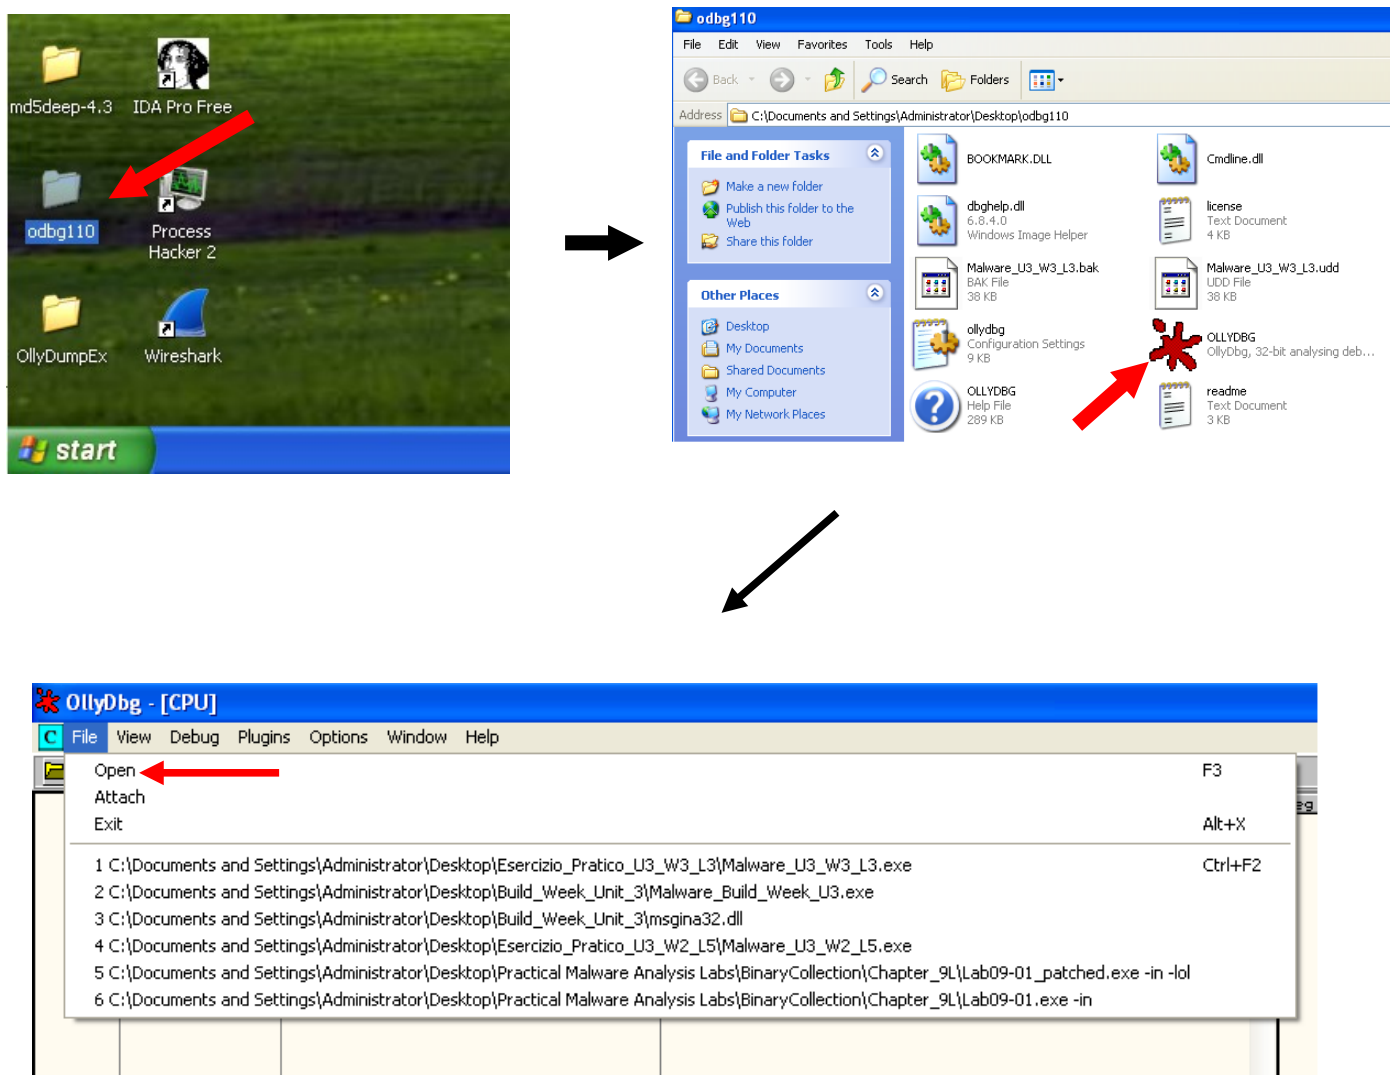 md5deep-4.3
IDA Pro Free
odbg110
Process
Hacker 2
OllyDumpEx
Wireshark
start
odbg110
File Edit View Favorites Tools Help
Back Search Folders
Address C:\Documents and Settings\Administrator\Desktop\odbg110
File and Folder Tasks
Make a new folder
Publish this folder to the
Web
Share this folder
Other Places
Desktop
My Documents
Shared Documents
My Computer
My Network Places
BOOKMARK.DLL
Cmdline.dll
dbghelp.dll
6.8.4.0
Windows Image Helper
license
Text Document
4 KB
Malware_U3_W3_L3.bak
BAK File
38 KB
Malware_U3_W3_L3.udd
UDD File
38 KB
ollydbg
Configuration Settings
9 KB
OLLYDBG
OllyDbg, 32-bit analysing deb...
OLLYDBG
Help File
289 KB
readme
Text Document
3 KB
OllyDbg - [CPU]
C File View Debug Plugins Options Window Help
Open F3
Attach
Exit Alt+X
1 C:\Documents and Settings\Administrator\Desktop\Esercizio_Pratico_U3_W3_L3\Malware_U3_W3_L3.exe Ctrl+F2
2 C:\Documents and Settings\Administrator\Desktop\Build_Week_Unit_3\Malware_Build_Week_U3.exe
3 C:\Documents and Settings\Administrator\Desktop\Build_Week_Unit_3\msgina32.dll
4 C:\Documents and Settings\Administrator\Desktop\Esercizio_Pratico_U3_W2_L5\Malware_U3_W2_L5.exe
5 C:\Documents and Settings\Administrator\Desktop\Practical Malware Analysis Labs\BinaryCollection\Chapter_9L\Lab09-01_patched.exe -in -lol
6 C:\Documents and Settings\Administrator\Desktop\Practical Malware Analysis Labs\BinaryCollection\Chapter_9L\Lab09-01.exe -in